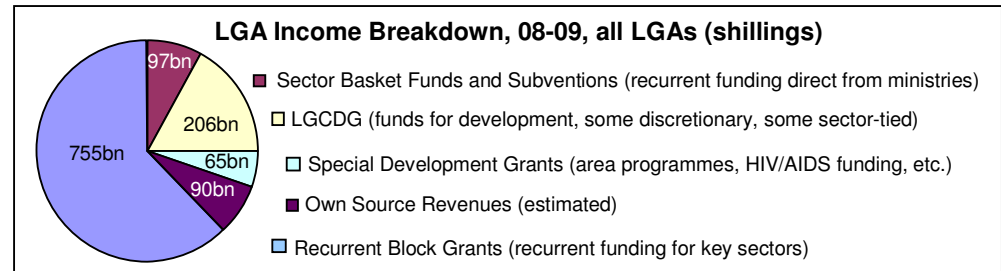 LGA Income Breakdown, 08-09, all LGAs (shillings)
97bn
Sector Basket Funds and Subventions (recurrent funding direct from ministries)
206bn
LGCDG (funds for development, some discretionary, some sector-tied)
755bn
65bn
Special Development Grants (area programmes, HIV/AIDS funding, etc.)
90bn
Own Source Revenues (estimated)
Recurrent Block Grants (recurrent funding for key sectors)